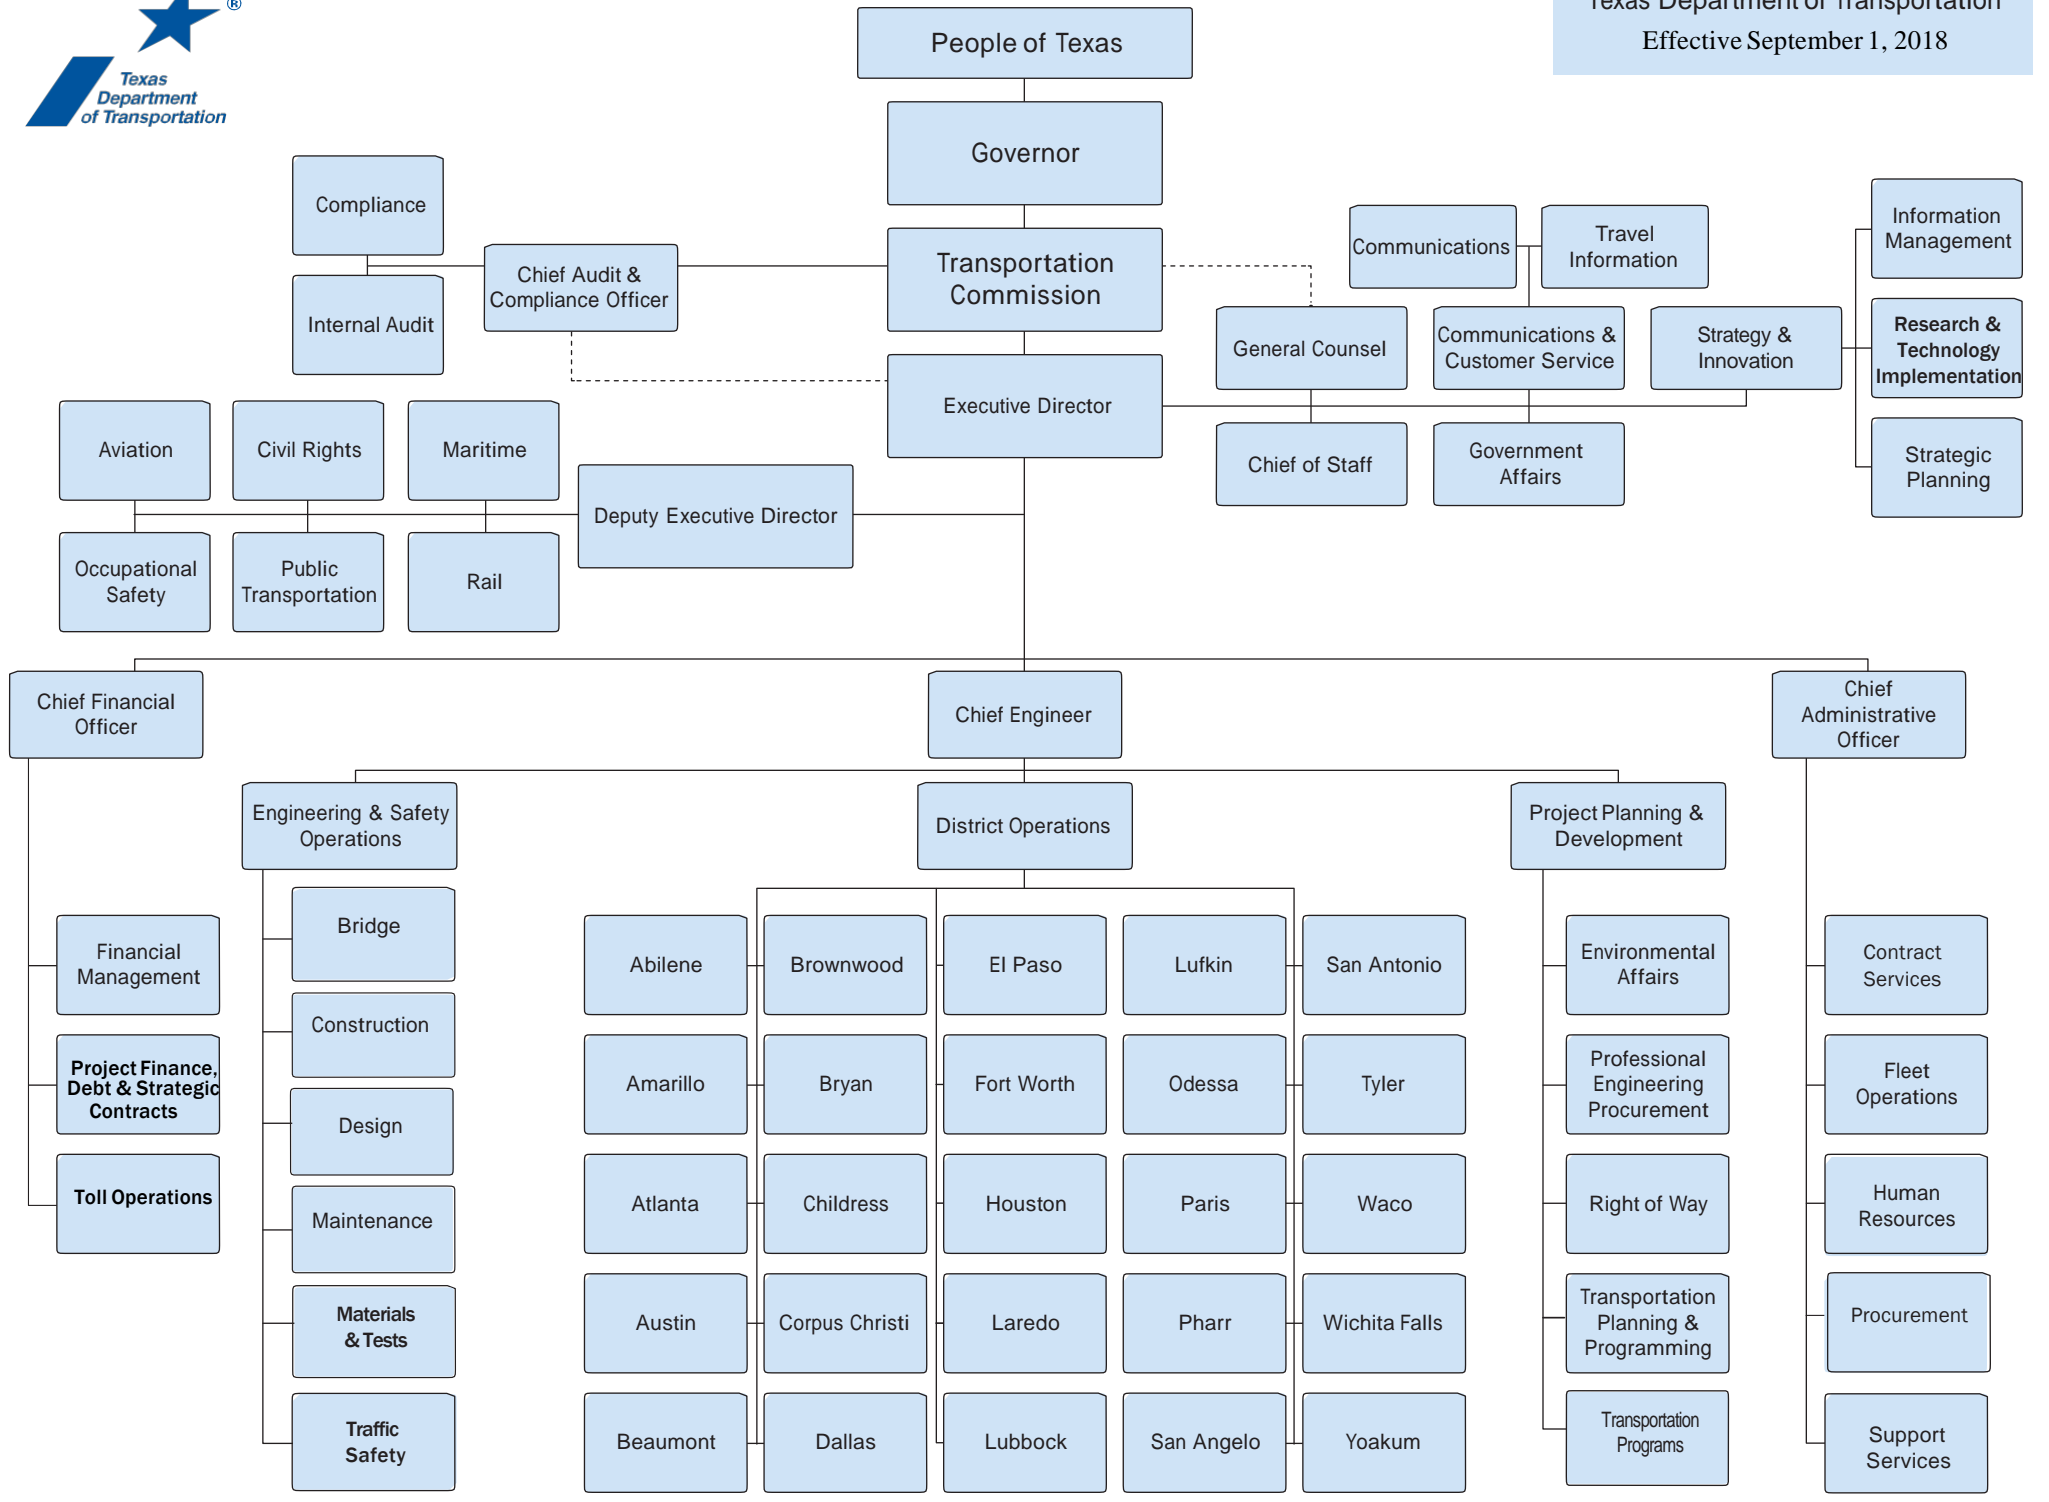 ®
Texas
Department
of Transportation
Texas Department of Transportation
Effective September 1, 2018
People of Texas
Governor
Transportation
Commission
Compliance
Internal Audit
Chief Audit &
Compliance Officer
Executive Director
Communications
Travel
Information
General Counsel
Communications &
Customer Service
Strategy &
Innovation
Information
Management
Research &
Technology
Implementation
Strategic
Planning
Chief of Staff
Government
Affairs
Aviation
Civil Rights
Maritime
Deputy Executive Director
Occupational
Safety
Public
Transportation
Rail
Chief Financial
Officer
Chief Engineer
Chief
Administrative
Officer
Engineering & Safety
Operations
District Operations
Project Planning &
Development
Financial
Management
Project Finance,
Debt & Strategic
Contracts
Toll Operations
Bridge
Construction
Design
Maintenance
Materials
& Tests
Traffic
Safety
Abilene
Brownwood
El Paso
Lufkin
San Antonio
Amarillo
Bryan
Fort Worth
Odessa
Tyler
Atlanta
Childress
Houston
Paris
Waco
Austin
Corpus Christi
Laredo
Pharr
Wichita Falls
Beaumont
Dallas
Lubbock
San Angelo
Yoakum
Environmental
Affairs
Professional
Engineering
Procurement
Right of Way
Transportation
Planning &
Programming
Transportation
Programs
Contract
Services
Fleet
Operations
Human
Resources
Procurement
Support
Services